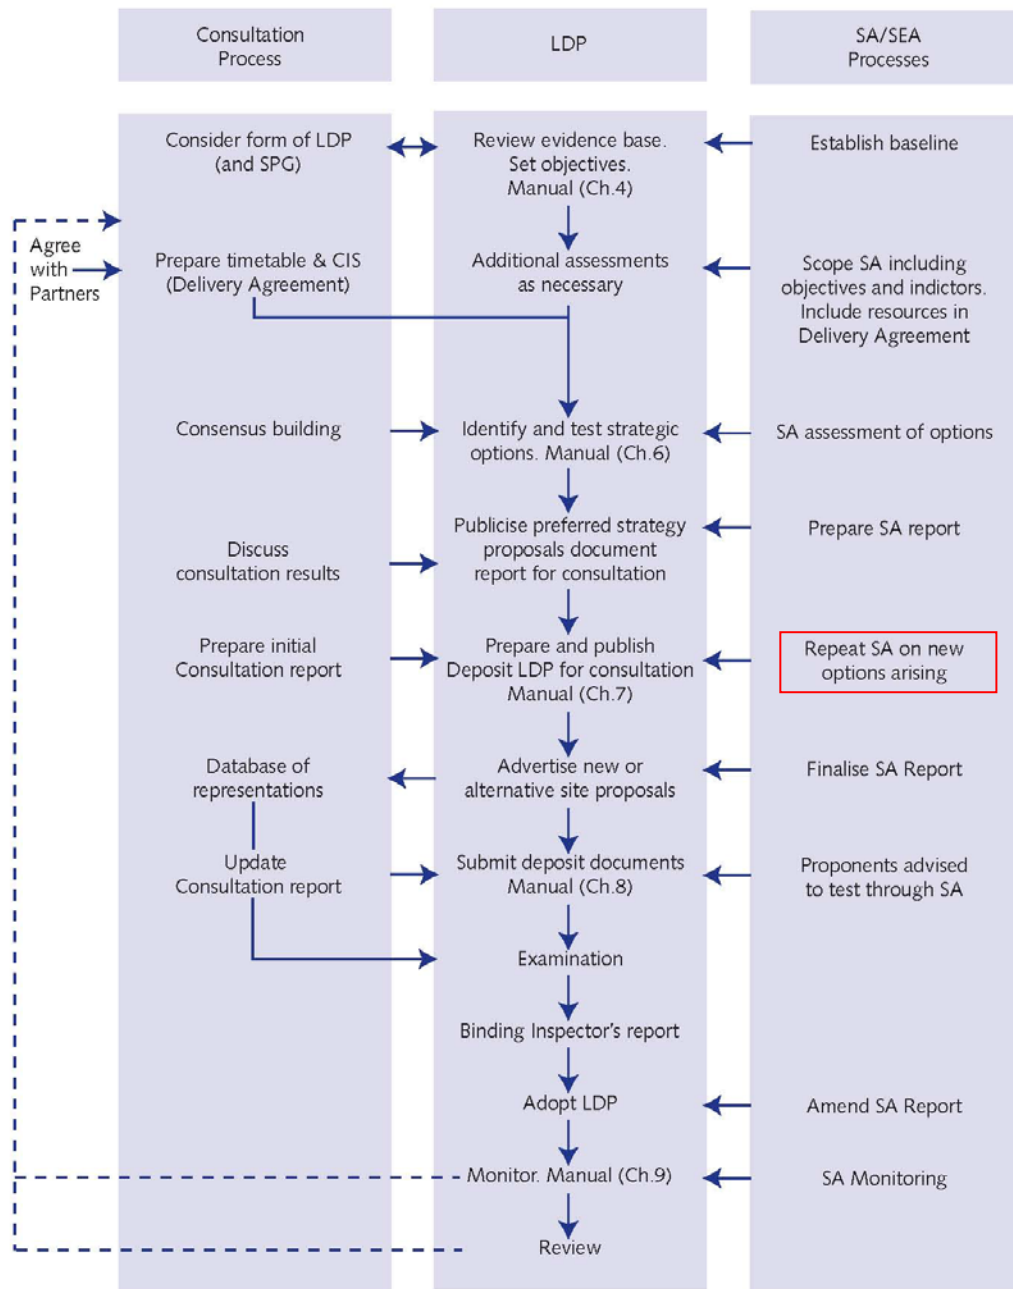 Consultation
Process
LDP
SA/SEA
Processes
Consider form of LDP
(and SPG)
Review evidence base.
Set objectives.
Manual (Ch.4)
Establish baseline
Agree
with
Partners
Prepare timetable & CIS
(Delivery Agreement)
Additional assessments
as necessary
Scope SA including
objectives and indictors.
Include resources in
Delivery Agreement
Consensus building
Identify and test strategic
options. Manual (Ch.6)
SA assessment of options
Discuss
consultation results
Publicise preferred strategy
proposals document
report for consultation
Prepare SA report
Prepare initial
Consultation report
Prepare and publish
Deposit LDP for consultation
Manual (Ch.7)
Repeat SA on new
options arising
Database of
representations
Advertise new or
alternative site proposals
Finalise SA Report
Update
Consultation report
Submit deposit documents
Manual (Ch.8)
Proponents advised
to test through SA
Examination
Binding Inspector's report
Adopt LDP
Amend SA Report
Monitor. Manual (Ch.9)
SA Monitoring
Review